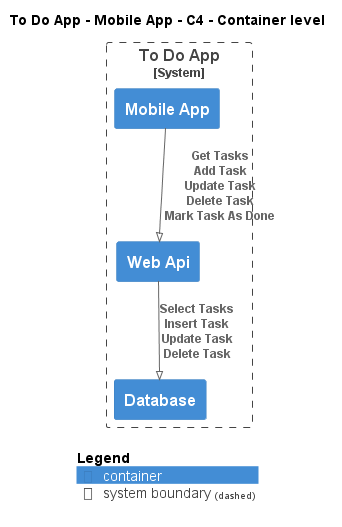 To Do App - Mobile App - C4 - Container level
To Do App
[System]
Mobile App
Get Tasks
Add Task
Update Task
Delete Task
Mark Task As Done
Web Api
Select Tasks
Insert Task
Update Task
Delete Task
Database
Legend
container
system boundary (dashed)